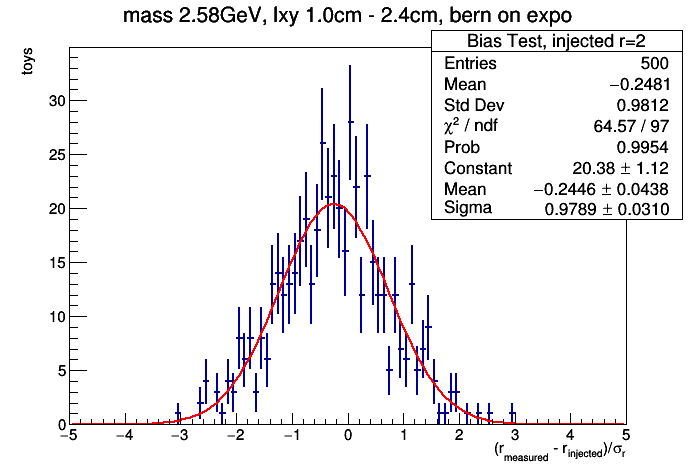 mass 2.58GeV, lxy 1.0cm - 2.4cm, bern on expo
Bias Test, injected r=2
Entries 500
Mean −0.2481
Std Dev 0.9812
χ² / ndf 64.57 / 97
Prob 0.9954
Constant 20.38 ± 1.12
Mean −0.2446 ± 0.0438
Sigma 0.9789 ± 0.0310
toys
30
25
20
15
10
5
0
−5 −4 −3 −2 −1 0 1 2 3 4 5
(r_measured - r_injected)/σ_r